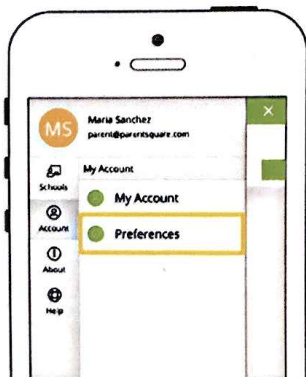 MS
Maria Sanchez
parent@parentsquare.com
×
Schools
Account
About
Help
My Account
My Account
Preferences